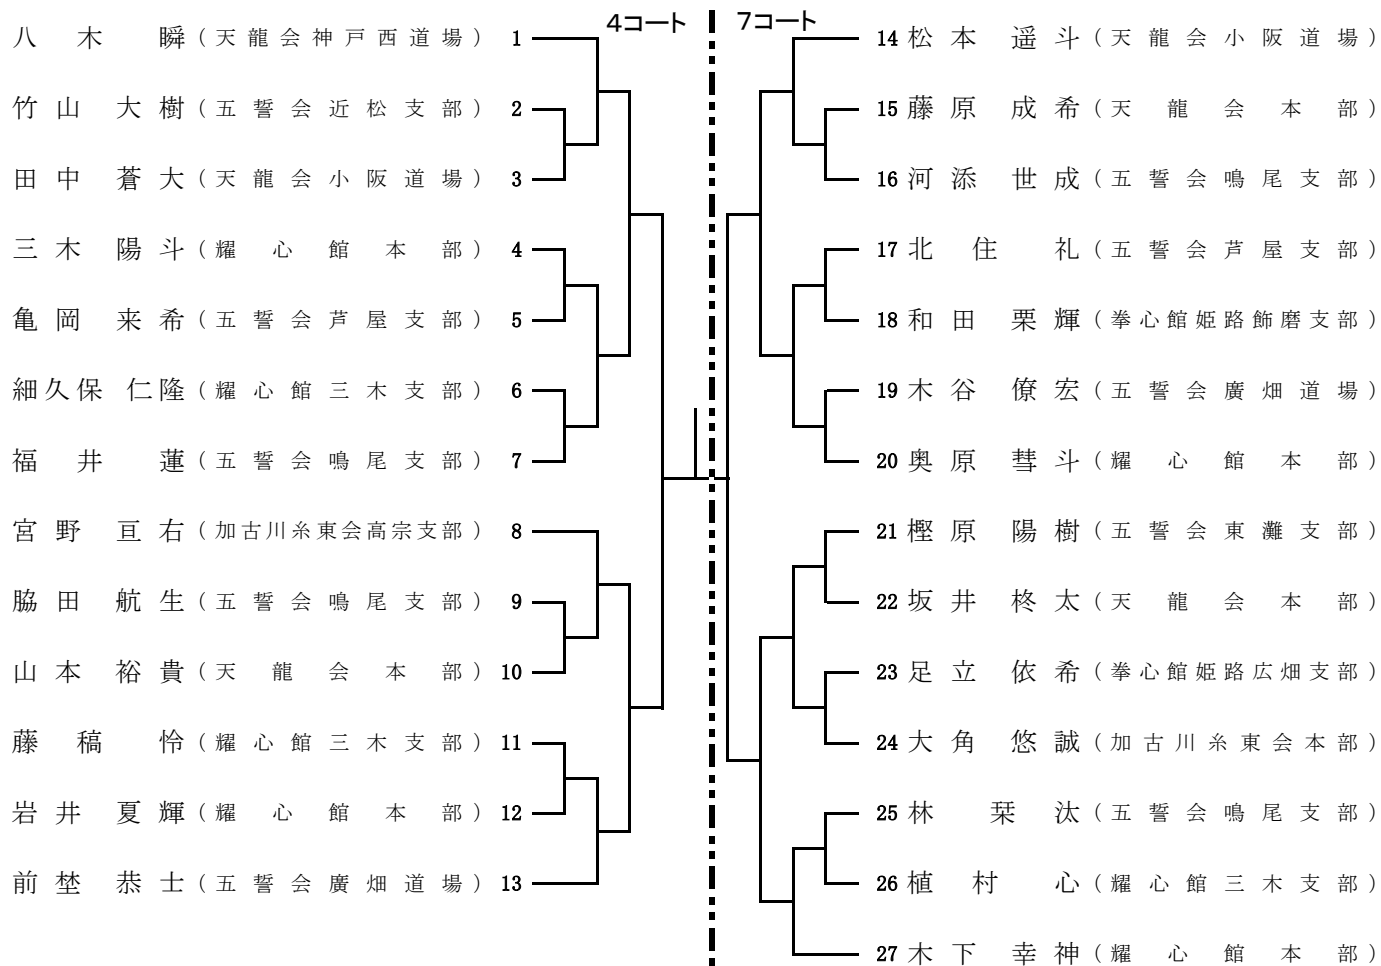 4コート
八木 瞬(天龍会神戸西道場) 1
竹山 大樹(五誓会近松支部) 2
田中 蒼大(天龍会小阪道場) 3
三木 陽斗(耀心館本部) 4
亀岡 来希(五誓会芦屋支部) 5
細久保 仁隆(耀心館三木支部) 6
福井 蓮(五誓会鳴尾支部) 7
宮野 亘右(加古川糸東会高宗支部) 8
脇田 航生(五誓会鳴尾支部) 9
山本 裕貴(天龍会本部) 10
藤稿 怜(耀心館三木支部) 11
岩井 夏輝(耀心館本部) 12
前埜 恭士(五誓会廣畑道場) 13
7コート
14 松本 遥斗(天龍会小阪道場)
15 藤原 成希(天龍会本部)
16 河添 世成(五誓会鳴尾支部)
17 北住 礼(五誓会芦屋支部)
18 和田 栗輝(拳心館姫路飾磨支部)
19 木谷 僚宏(五誓会廣畑道場)
20 奥原 彗斗(耀心館本部)
21 樫原 陽樹(五誓会東灘支部)
22 坂井 柊太(天龍会本部)
23 足立 依希(拳心館姫路広畑支部)
24 大角 悠誠(加古川糸東会本部)
25 林 栞汰(五誓会鳴尾支部)
26 植村 心(耀心館三木支部)
27 木下 幸神(耀心館本部)